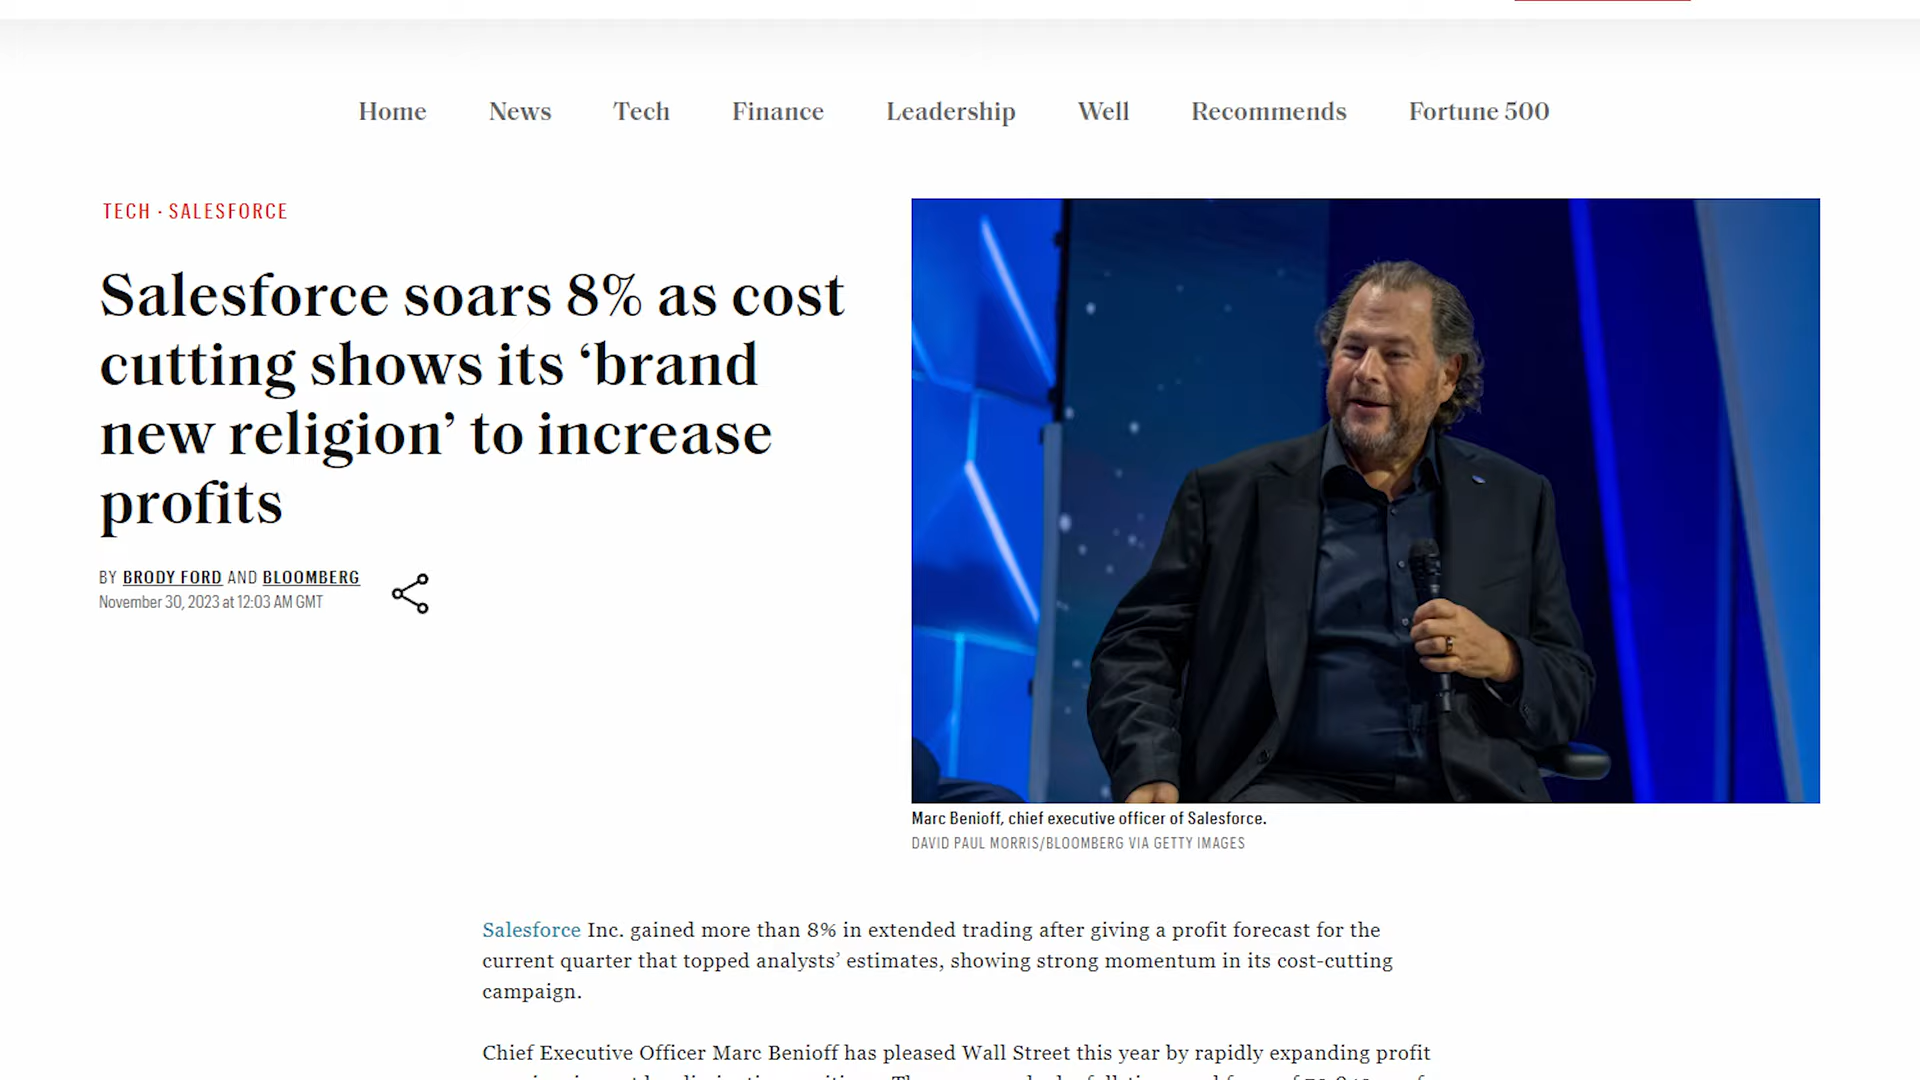 Home News Tech Finance Leadership Well Recommends Fortune 500
TECH · SALESFORCE
Salesforce soars 8% as cost
cutting shows its ‘brand
new religion’ to increase
profits
BY BRODY FORD AND BLOOMBERG
November 30, 2023 at 12:03 AM GMT
Marc Benioff, chief executive officer of Salesforce.
DAVID PAUL MORRIS/BLOOMBERG VIA GETTY IMAGES
Salesforce Inc. gained more than 8% in extended trading after giving a profit forecast for the
current quarter that topped analysts’ estimates, showing strong momentum in its cost-cutting
campaign.
Chief Executive Officer Marc Benioff has pleased Wall Street this year by rapidly expanding profit